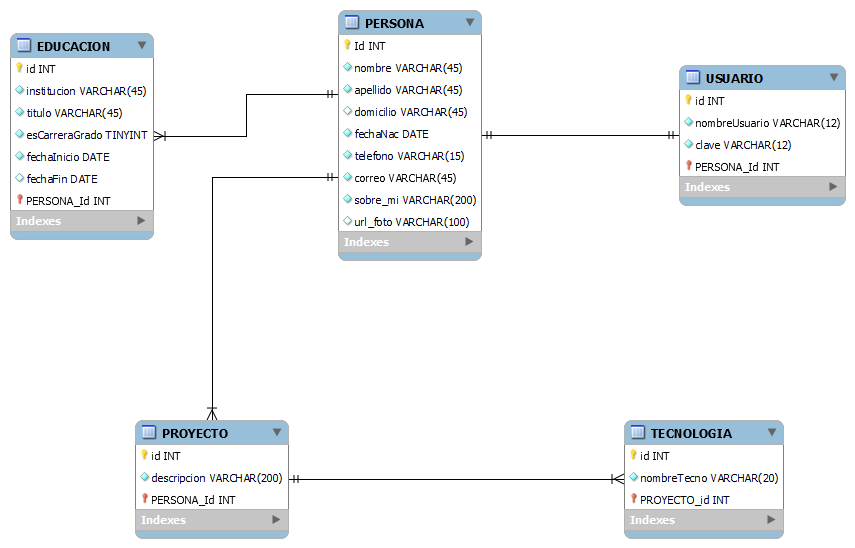 EDUCACION
id INT
institucion VARCHAR(45)
titulo VARCHAR(45)
esCarreraGrado TINYINT
fechaInicio DATE
fechaFin DATE
PERSONA_Id INT
Indexes
PERSONA
Id INT
nombre VARCHAR(45)
apellido VARCHAR(45)
domicilio VARCHAR(45)
fechaNac DATE
telefono VARCHAR(15)
correo VARCHAR(45)
sobre_mi VARCHAR(200)
url_foto VARCHAR(100)
Indexes
USUARIO
id INT
nombreUsuario VARCHAR(12)
clave VARCHAR(12)
PERSONA_Id INT
Indexes
PROYECTO
id INT
descripcion VARCHAR(200)
PERSONA_Id INT
Indexes
TECNOLOGIA
id INT
nombreTecno VARCHAR(20)
PROYECTO_id INT
Indexes